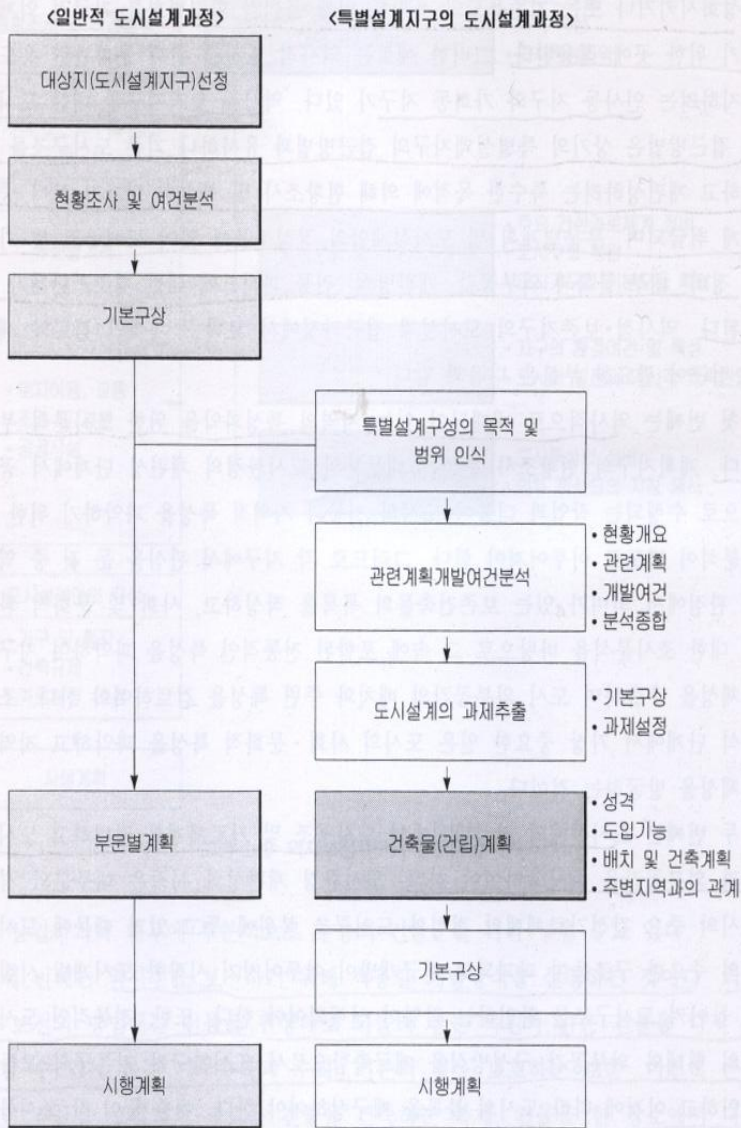 <일반적 도시설계과정>
<특별설계지구의 도시설계과정>
대상지(도시설계지구)선정
현황조사 및 여건분석
기본구상
특별설계구성의 목적 및
범위 인식
관련계획개발여건분석
• 현황개요
• 관련계획
• 개발여건
• 분석종합
도시설계의 과제추출
• 기본구상
• 과제설정
부문별계획
건축물(건립)계획
• 성격
• 도입기능
• 배치 및 건축계획
• 주변지역과의 관계
기본구상
시행계획
시행계획